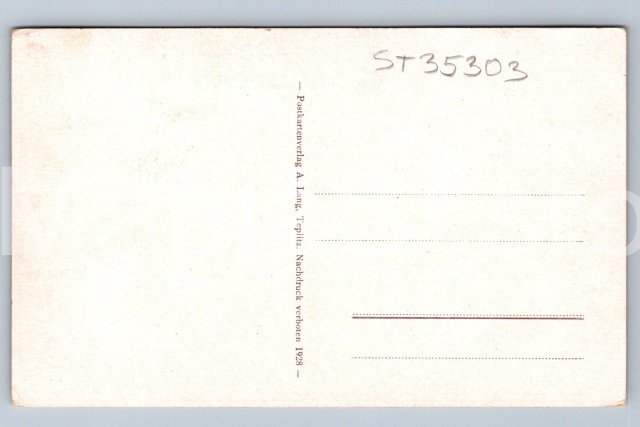 ST35303
— Postkartenverlag A. Lang, Teplitz. Nachdruck verboten 1928 —